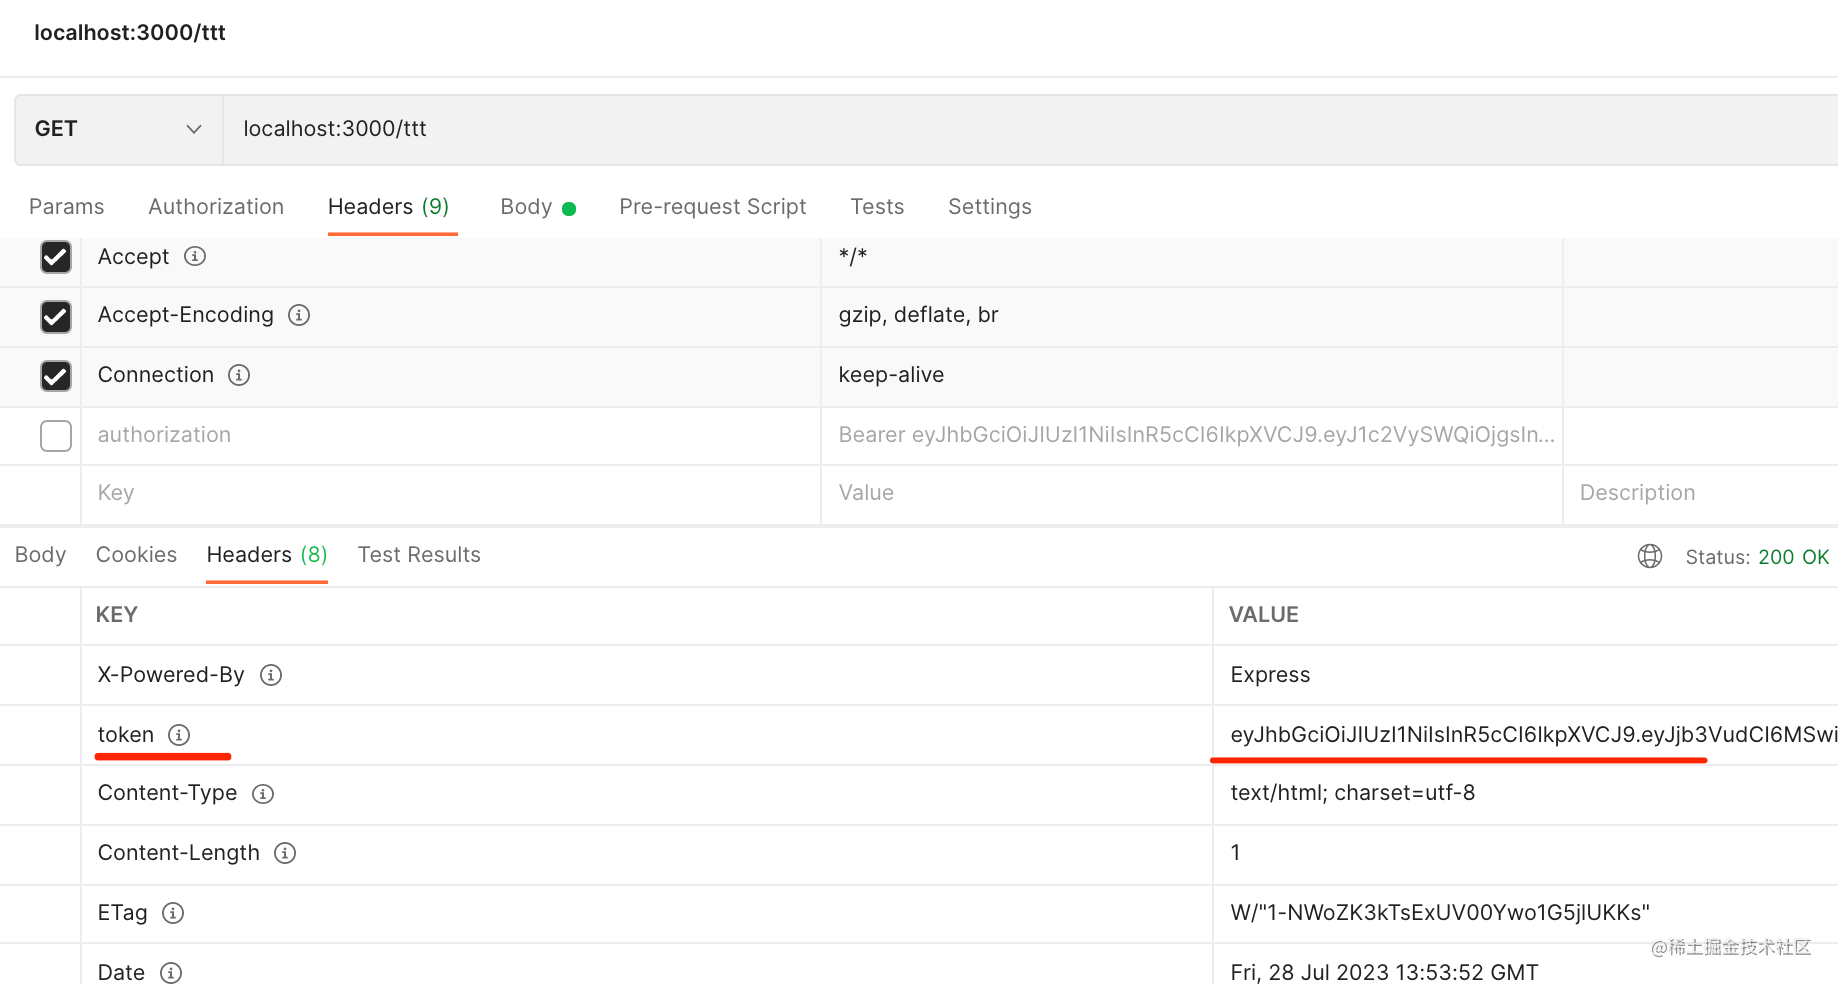 localhost:3000/ttt
GET localhost:3000/ttt
Params Authorization Headers (9) Body Pre-request Script Tests Settings
Accept */*
Accept-Encoding gzip, deflate, br
Connection keep-alive
authorization Bearer eyJhbGciOiJIUzI1NiIsInR5cCI6IkpXVCJ9.eyJ1c2VySWQiOjgsIn...
Key Value Description
Body Cookies Headers (8) Test Results Status: 200 OK
KEY VALUE
X-Powered-By Express
token eyJhbGciOiJIUzI1NiIsInR5cCI6IkpXVCJ9.eyJjb3VudCI6MSwi
Content-Type text/html; charset=utf-8
Content-Length 1
ETag W/"1-NWoZK3kTsExUV00Ywo1G5jlUKKs"
@稀土掘金技术社区
Date Fri, 28 Jul 2023 13:53:52 GMT